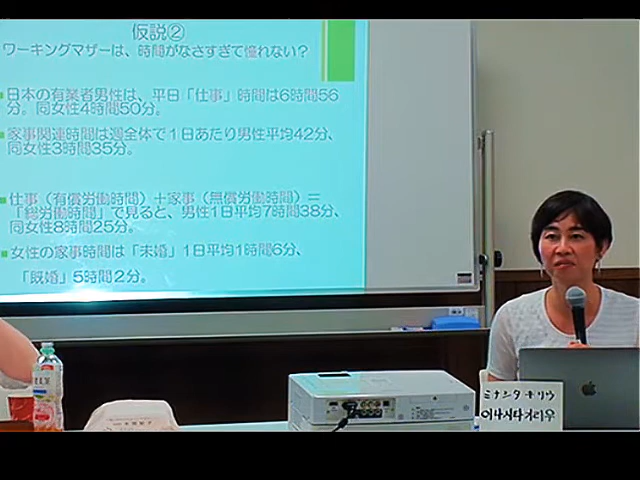 仮説②
ワーキングマザーは、時間がなさすぎて憧れない？
日本の有業者男性は、平日「仕事」時間は6時間56
分。同女性4時間50分。
家事関連時間は週全体で1日あたり男性平均42分、
同女性3時間35分。
仕事（有償労働時間）＋家事（無償労働時間）＝
「総労働時間」で見ると、男性1日平均7時間38分、
同女性8時間25分。
女性の家事時間は「未婚」1日平均1時間6分、
「既婚」5時間2分。
ミナシタキリウ